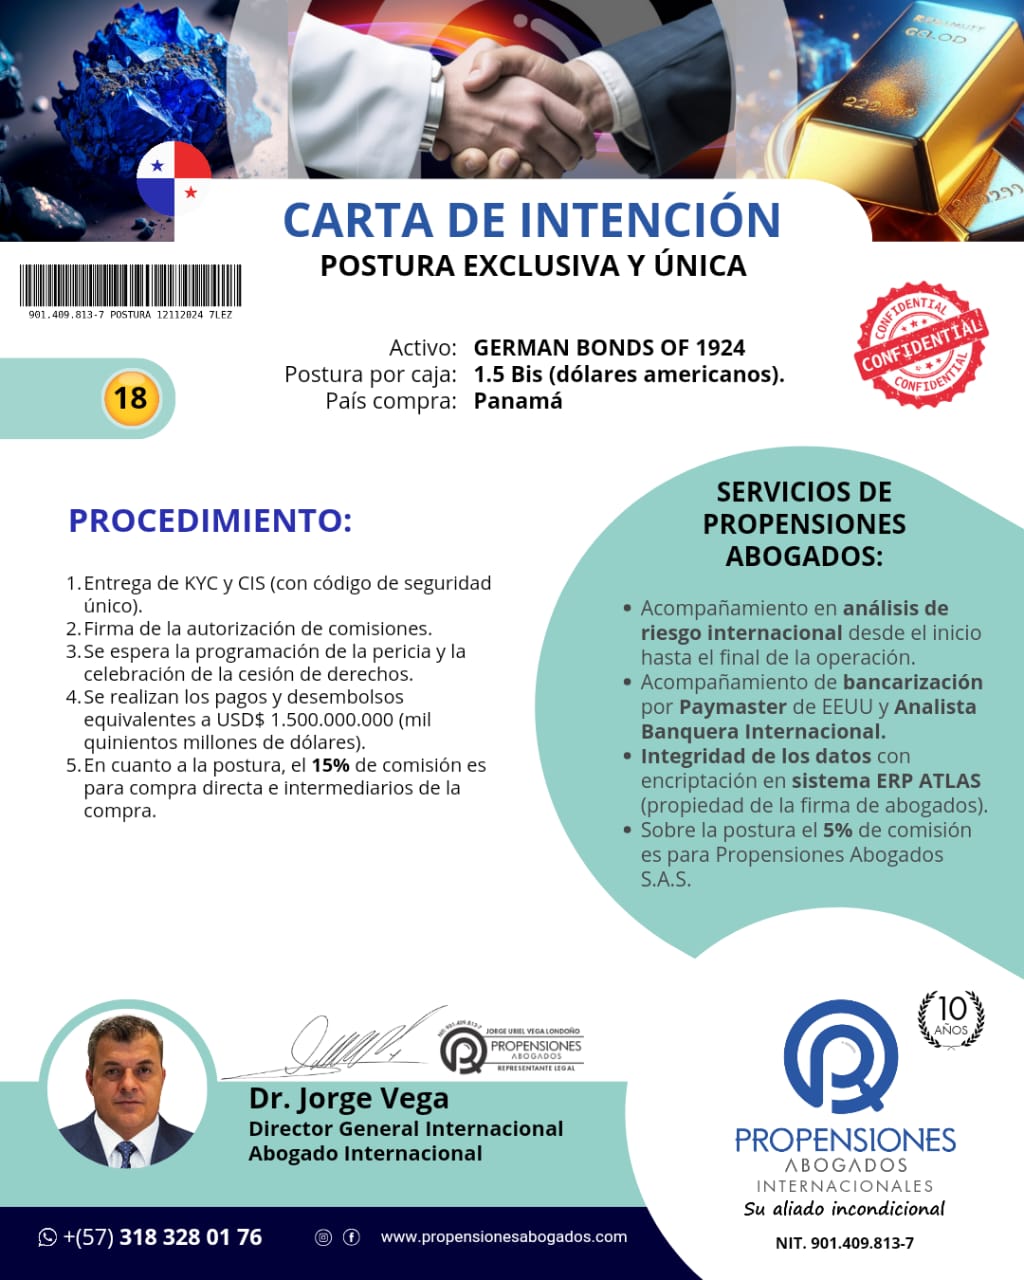 CARTA DE INTENCIÓN
POSTURA EXCLUSIVA Y ÚNICA
901.409.813-7 POSTURA 12112024 7LEZ
CONFIDENTIAL
CONFIDENTIAL
CONFIDENTIAL
Activo: GERMAN BONDS OF 1924
Postura por caja: 1.5 Bis (dólares americanos).
País compra: Panamá
18
PROCEDIMIENTO:
1. Entrega de KYC y CIS (con código de seguridad
único).
2. Firma de la autorización de comisiones.
3. Se espera la programación de la pericia y la
celebración de la cesión de derechos.
4. Se realizan los pagos y desembolsos
equivalentes a USD$ 1.500.000.000 (mil
quinientos millones de dólares).
5. En cuanto a la postura, el 15% de comisión es
para compra directa e intermediarios de la
compra.
SERVICIOS DE
PROPENSIONES
ABOGADOS:
• Acompañamiento en análisis de
riesgo internacional desde el inicio
hasta el final de la operación.
• Acompañamiento de bancarización
por Paymaster de EEUU y Analista
Banquera Internacional.
• Integridad de los datos con
encriptación en sistema ERP ATLAS
(propiedad de la firma de abogados).
• Sobre la postura el 5% de comisión
es para Propensiones Abogados
S.A.S.
NIT. 901.409.813-7
JORGE URIEL VEGA LONDOÑO
PROPENSIONES
ABOGADOS
REPRESENTANTE LEGAL
Dr. Jorge Vega
Director General Internacional
Abogado Internacional
10
AÑOS
PROPENSIONES
ABOGADOS
INTERNACIONALES
Su aliado incondicional
NIT. 901.409.813-7
+(57) 318 328 01 76
www.propensionesabogados.com